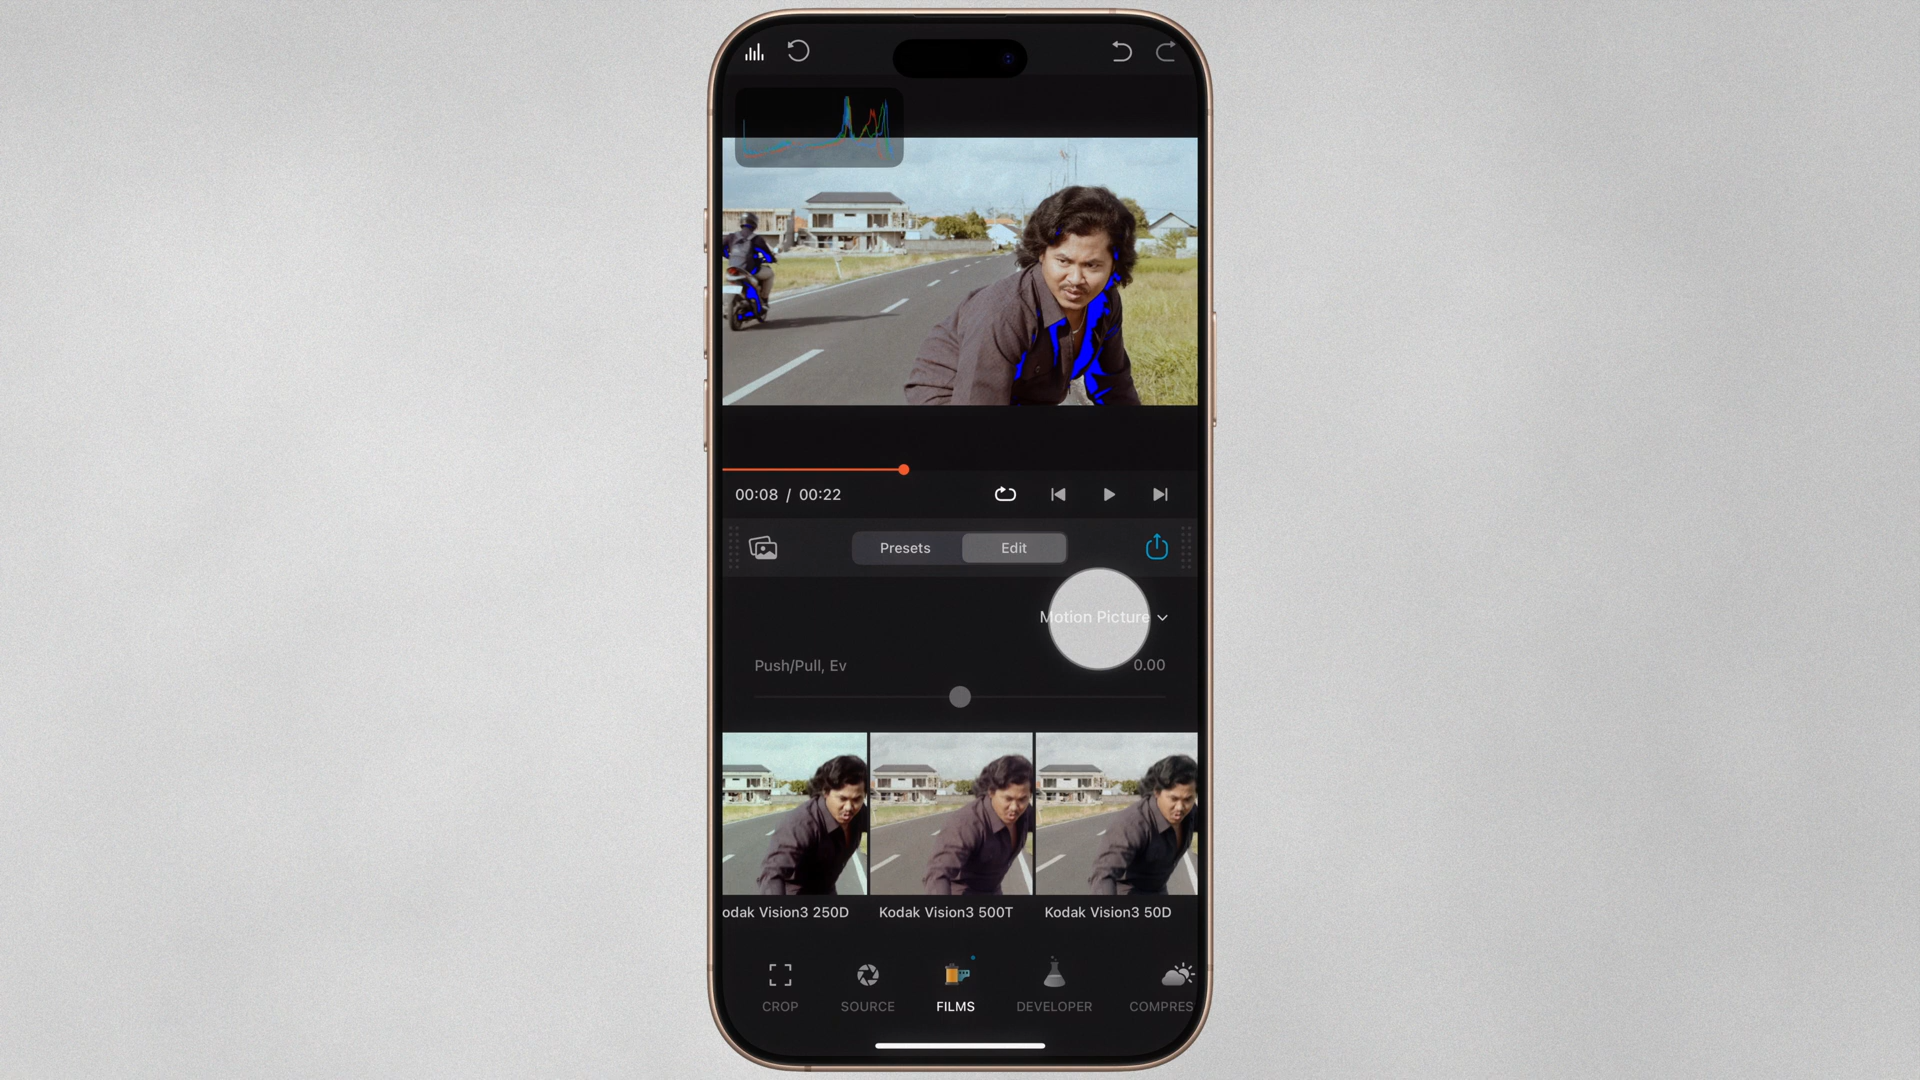 00:08 / 00:22
Presets Edit
Motion Picture
Push/Pull, Ev 0.00
odak Vision3 250D Kodak Vision3 500T Kodak Vision3 50D
CROP SOURCE FILMS DEVELOPER COMPRES